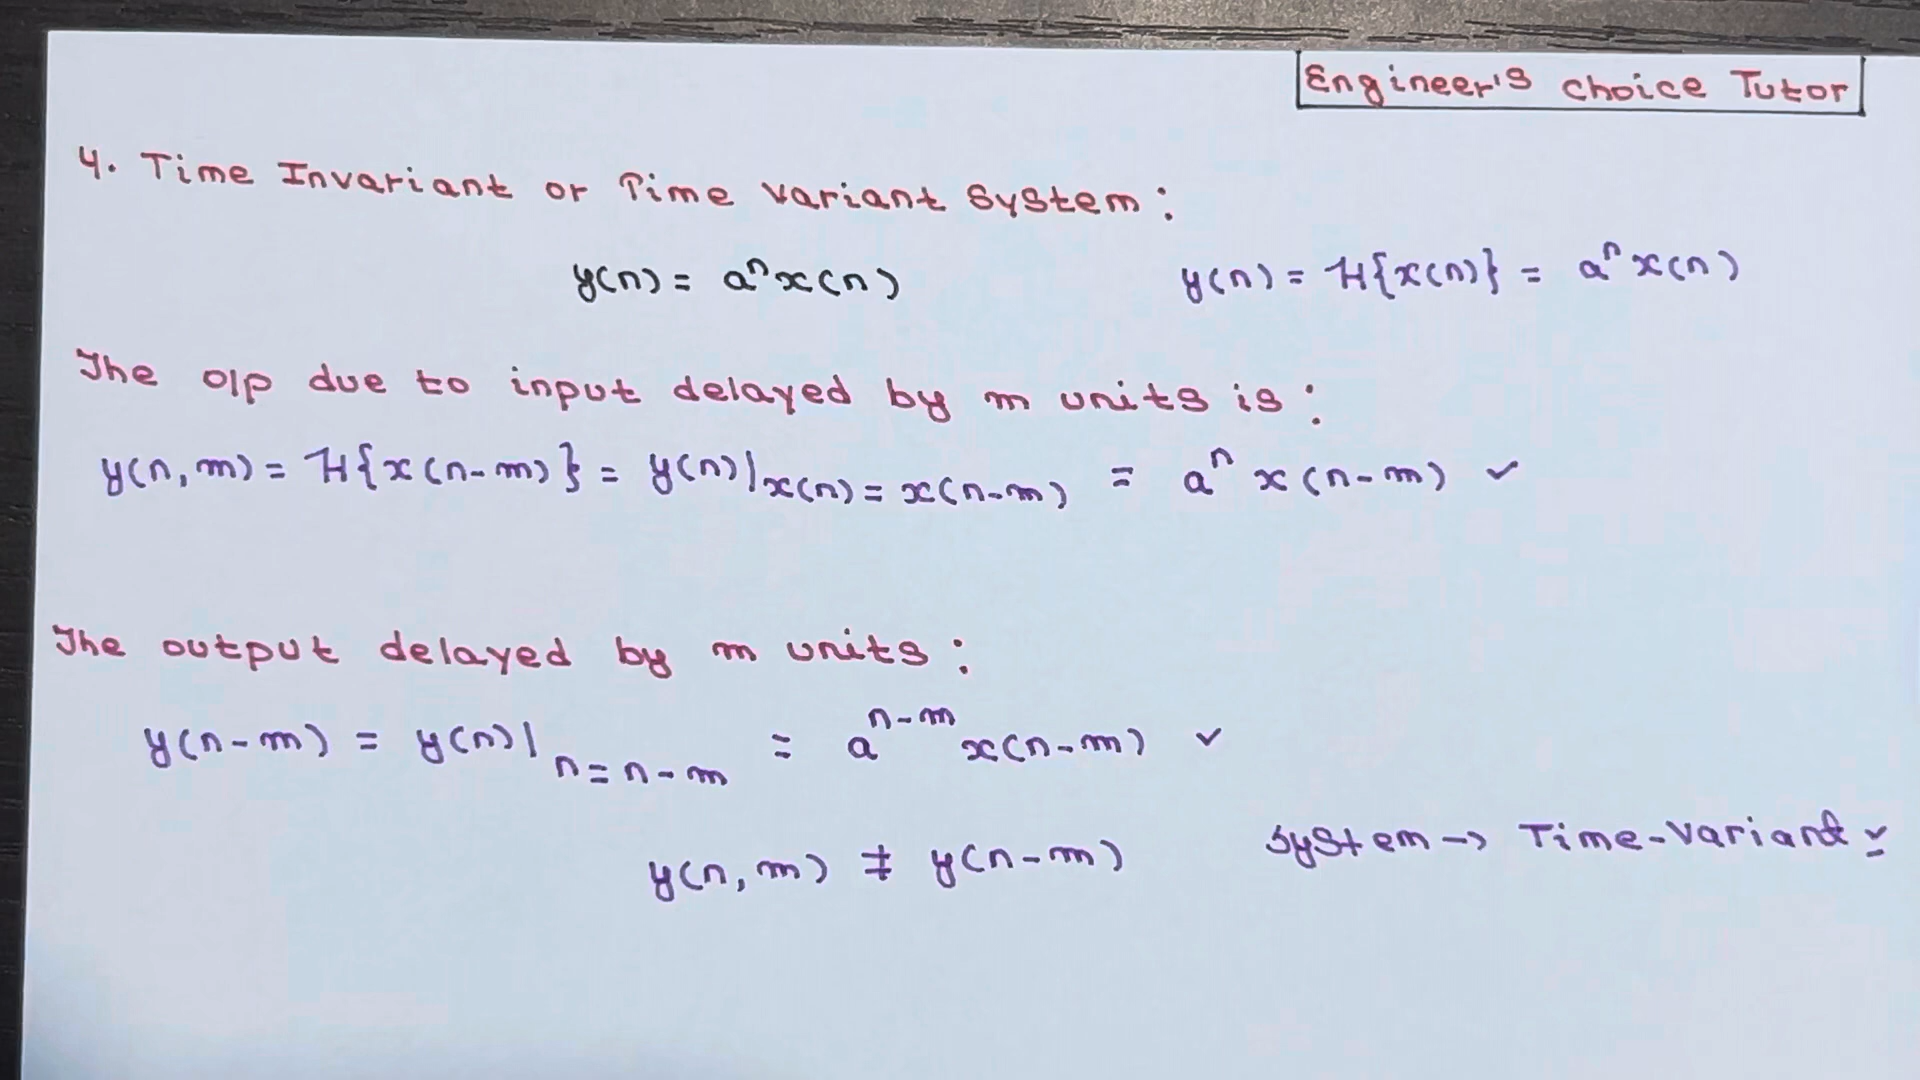 Engineer's Choice Tutor
4. Time Invariant or Time Variant System:
y(n) = aⁿx(n) y(n) = H{x(n)} = aⁿ x(n)
The o/p due to input delayed by m units is:
y(n,m) = H{x(n-m)} = y(n)|x(n) = x(n-m) = aⁿ x(n-m) ✓
The output delayed by m units:
y(n-m) = y(n)|n=n-m = aⁿ⁻ᵐ x(n-m) ✓
y(n,m) ≠ y(n-m) System → Time-Variant ✓